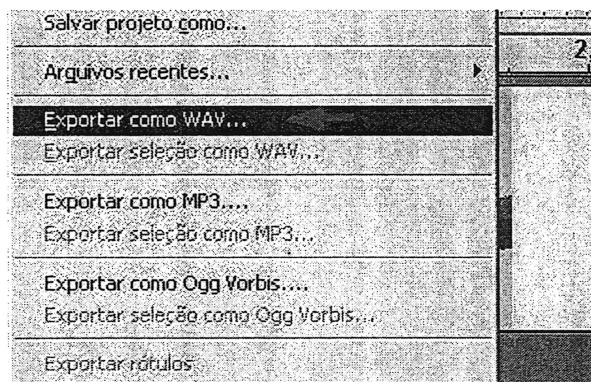 Salvar projeto como...
2
Arquivos recentes...
Exportar como WAV...
Exportar seleção como WAV...
Exportar como MP3....
Exportar seleção como MP3...
Exportar como Ogg Vorbis....
Exportar seleção como Ogg Vorbis...
Exportar rótulos